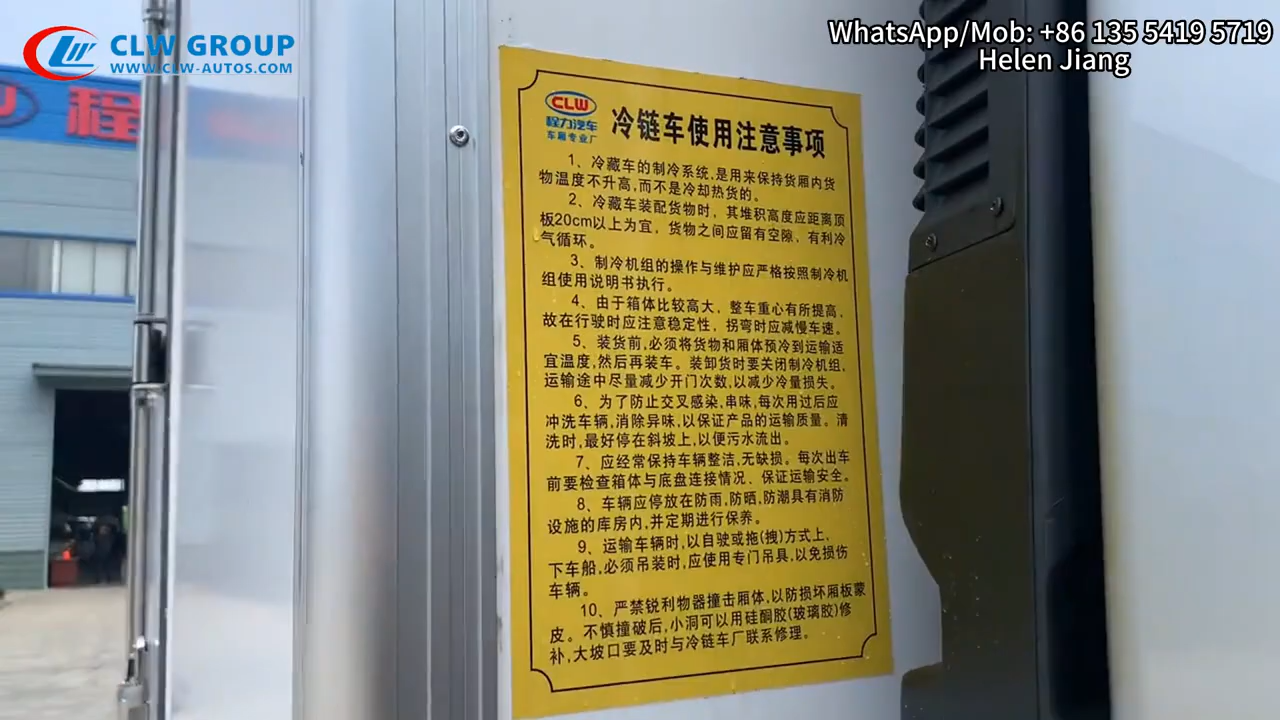 CLW GROUP
WWW.CLW-AUTOS.COM
WhatsApp/Mob: +86 135 5419 5719
Helen Jiang
程
CLW
程力汽车
车厢专业厂
冷链车使用注意事项
1、冷藏车的制冷系统,是用来保持货厢内货
物温度不升高,而不是冷却热货的。
2、冷藏车装配货物时，其堆积高度应距离顶
板20cm以上为宜，货物之间应留有空隙，有利冷
气循环。
3、制冷机组的操作与维护应严格按照制冷机
组使用说明书执行。
4、由于箱体比较高大，整车重心有所提高，
故在行驶时应注意稳定性，拐弯时应减慢车速。
5、装货前,必须将货物和厢体预冷到运输适
宜温度,然后再装车。装卸货时要关闭制冷机组，
运输途中尽量减少开门次数,以减少冷量损失。
6、为了防止交叉感染,串味,每次用过后应
冲洗车辆,消除异味,以保证产品的运输质量。清
洗时,最好停在斜坡上,以便污水流出。
7、应经常保持车辆整洁,无缺损。每次出车
前要检查箱体与底盘连接情况、保证运输安全。
8、车辆应停放在防雨,防晒,防潮具有消防
设施的库房内,并定期进行保养。
9、运输车辆时,以自驶或拖(拽)方式上，
下车船,必须吊装时,应使用专门吊具,以免损伤
车辆。
10、严禁锐利物器撞击厢体,以防损坏厢板蒙
皮。不慎撞破后,小洞可以用硅酮胶(玻璃胶)修
补,大坡口要及时与冷链车厂联系修理。